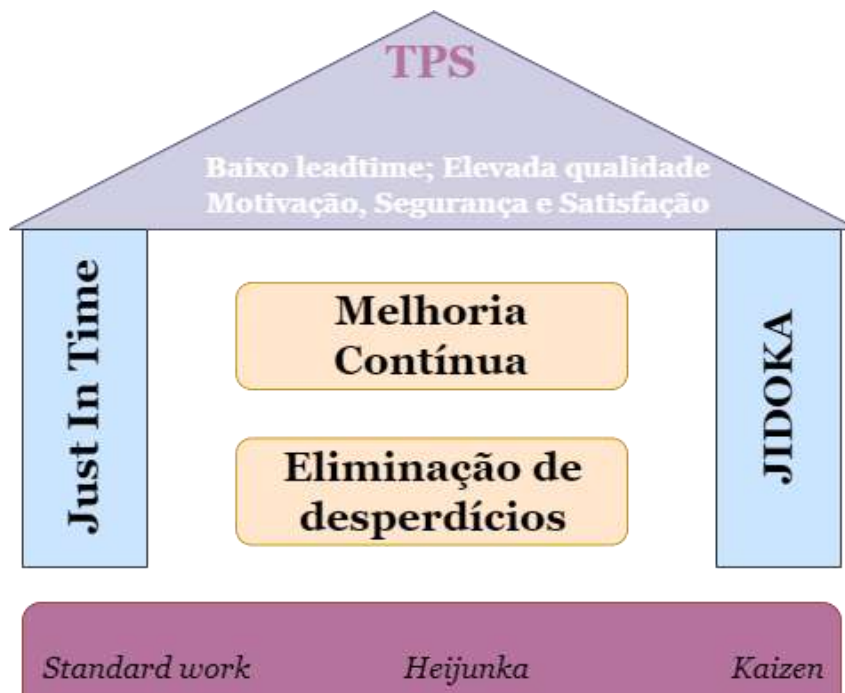 TPS
Baixo leadtime; Elevada qualidade
Motivação, Segurança e Satisfação
Just In Time
Melhoria
Contínua
Eliminação de
desperdícios
JIDOKA
Standard work Heijunka Kaizen